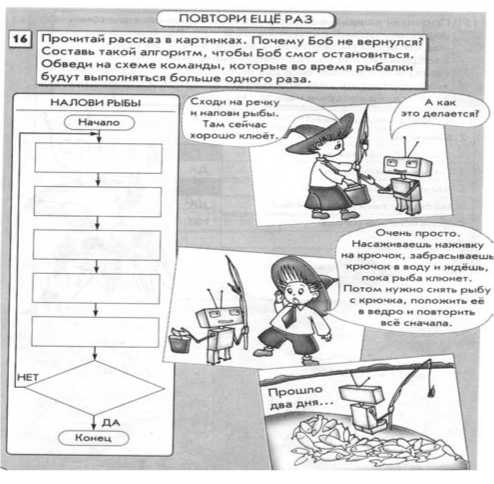 ПОВТОРИ ЕЩЁ РАЗ
16 Прочитай рассказ в картинках. Почему Боб не вернулся?
Составь такой алгоритм, чтобы Боб смог остановиться.
Обведи на схеме команды, которые во время рыбалки
будут выполняться больше одного раза.
НАЛОВИ РЫБЫ
Начало
НЕТ
ДА
Конец
Сходи на речку
и налови рыбы.
Там сейчас
хорошо клюёт.
А как
это делается?
Очень просто.
Насаживаешь наживку
на крючок, забрасываешь
крючок в воду и ждёшь,
пока рыба клюнет.
Потом нужно снять рыбу
с крючка, положить её
в ведро и повторить
всё сначала.
Прошло
два дня...